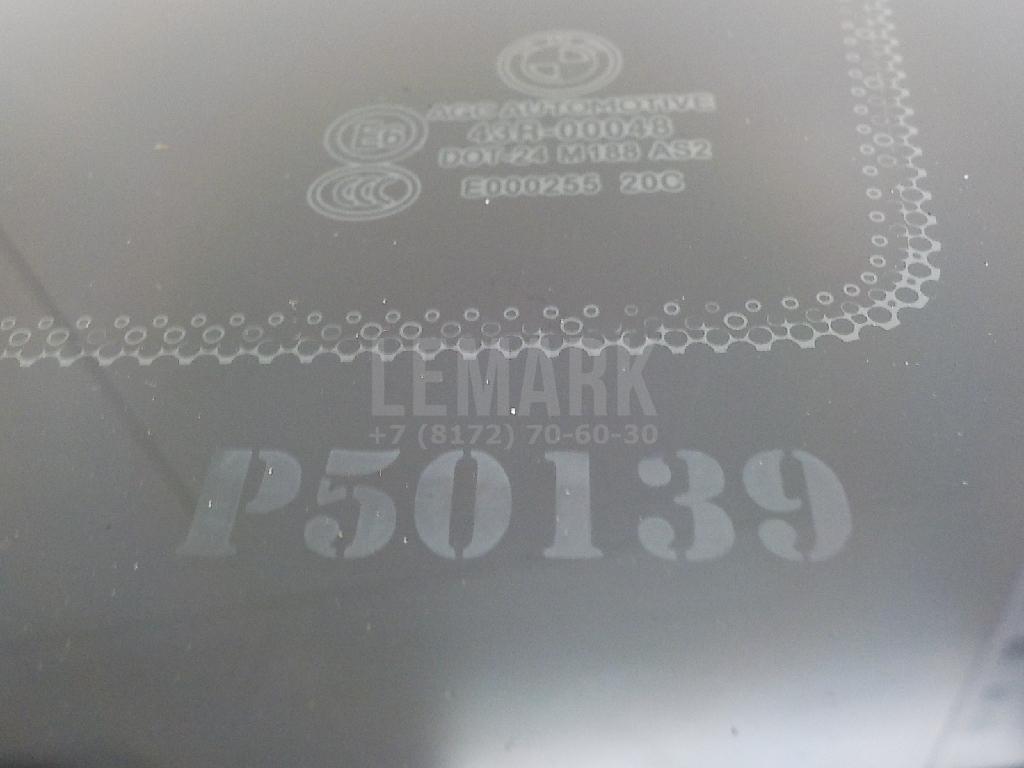 AGC AUTOMOTIVE
E6
43R-00048
DOT-24 M188 AS2
E000255 20C
LEMARK
+7 (8172) 70-60-30
P50139